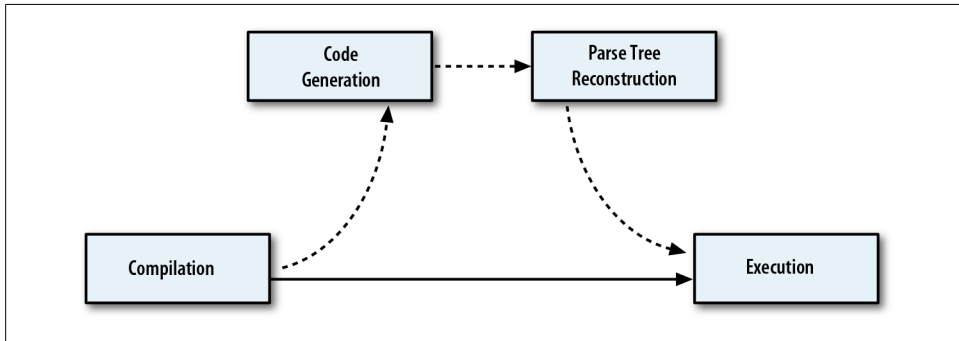 Code
Generation
Parse Tree
Reconstruction
Compilation
Execution